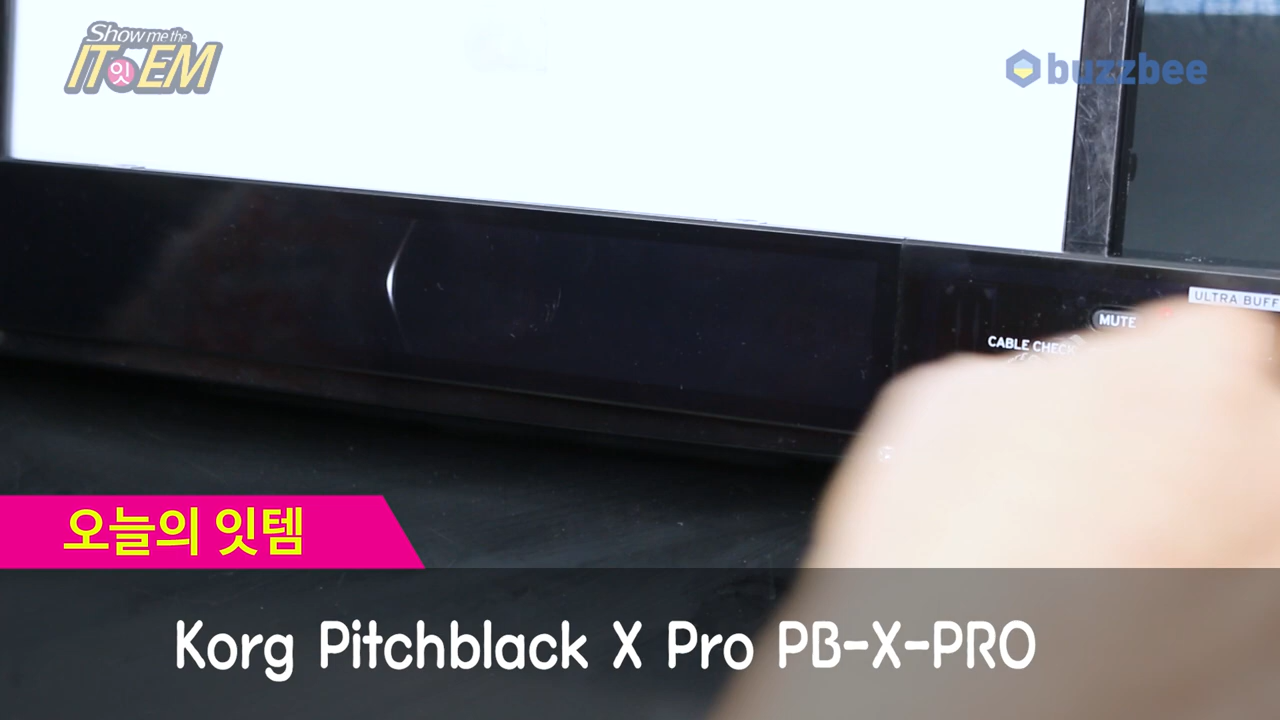 Show me the
IT잇EM
buzzbee
ULTRA BUFF
MUTE
CABLE CHECK
오늘의 잇템
Korg Pitchblack X Pro PB-X-PRO